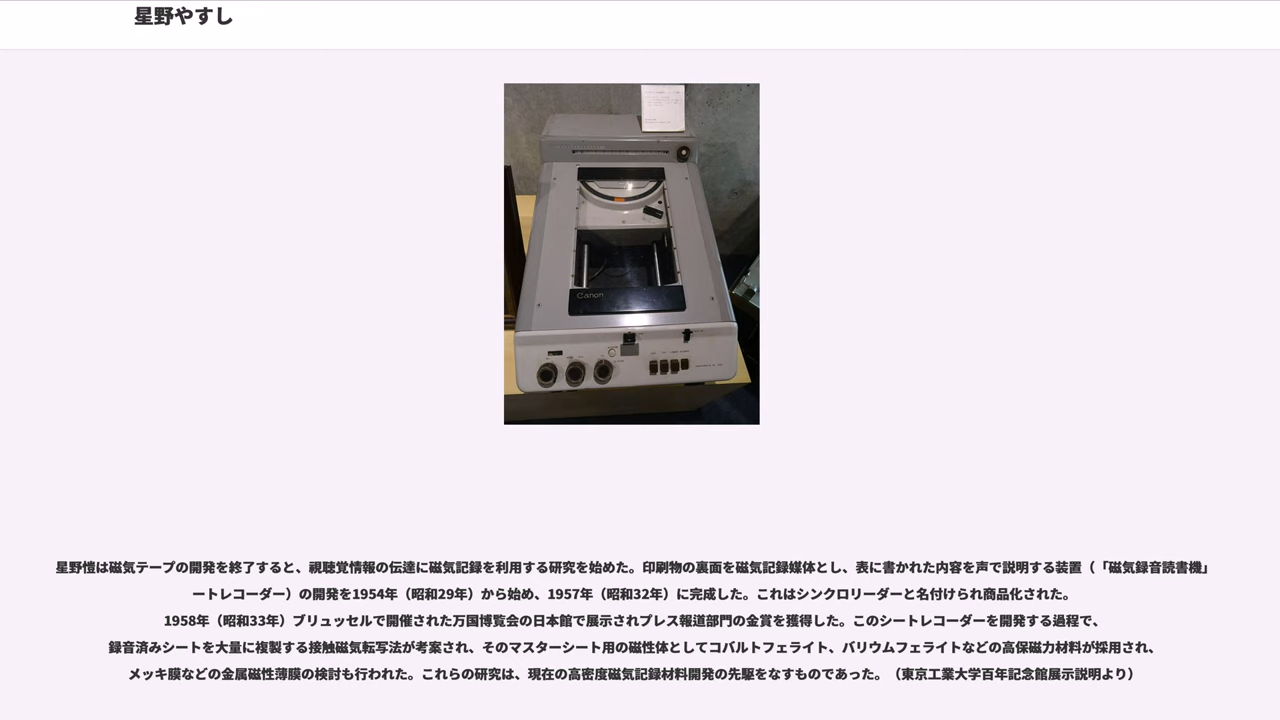 星野やすし
Canon
星野愷は磁気テープの開発を終了すると、視聴覚情報の伝達に磁気記録を利用する研究を始めた。印刷物の裏面を磁気記録媒体とし、表に書かれた内容を声で説明する装置（「磁気録音読書機」
ートレコーダー）の開発を1954年（昭和29年）から始め、1957年（昭和32年）に完成した。これはシンクロリーダーと名付けられ商品化された。
1958年（昭和33年）ブリュッセルで開催された万国博覧会の日本館で展示されプレス報道部門の金賞を獲得した。このシートレコーダーを開発する過程で、
録音済みシートを大量に複製する接触磁気転写法が考案され、そのマスターシート用の磁性体としてコバルトフェライト、バリウムフェライトなどの高保磁力材料が採用され、
メッキ膜などの金属磁性薄膜の検討も行われた。これらの研究は、現在の高密度磁気記録材料開発の先駆をなすものであった。（東京工業大学百年記念館展示説明より）